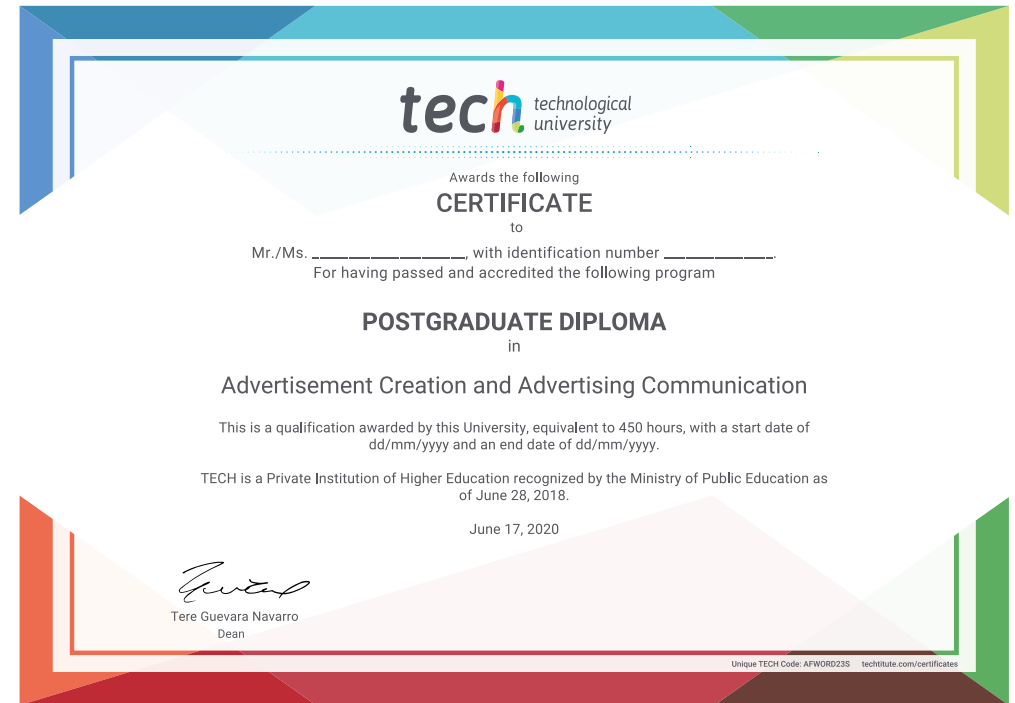 tech technological
university
Awards the following
CERTIFICATE
to
Mr./Ms. ____________________, with identification number ______________.
For having passed and accredited the following program
POSTGRADUATE DIPLOMA
in
Advertisement Creation and Advertising Communication
This is a qualification awarded by this University, equivalent to 450 hours, with a start date of
dd/mm/yyyy and an end date of dd/mm/yyyy.
TECH is a Private Institution of Higher Education recognized by the Ministry of Public Education as
of June 28, 2018.
June 17, 2020
Tere Guevara Navarro
Dean
Unique TECH Code: AFWORD23S techtitute.com/certificates